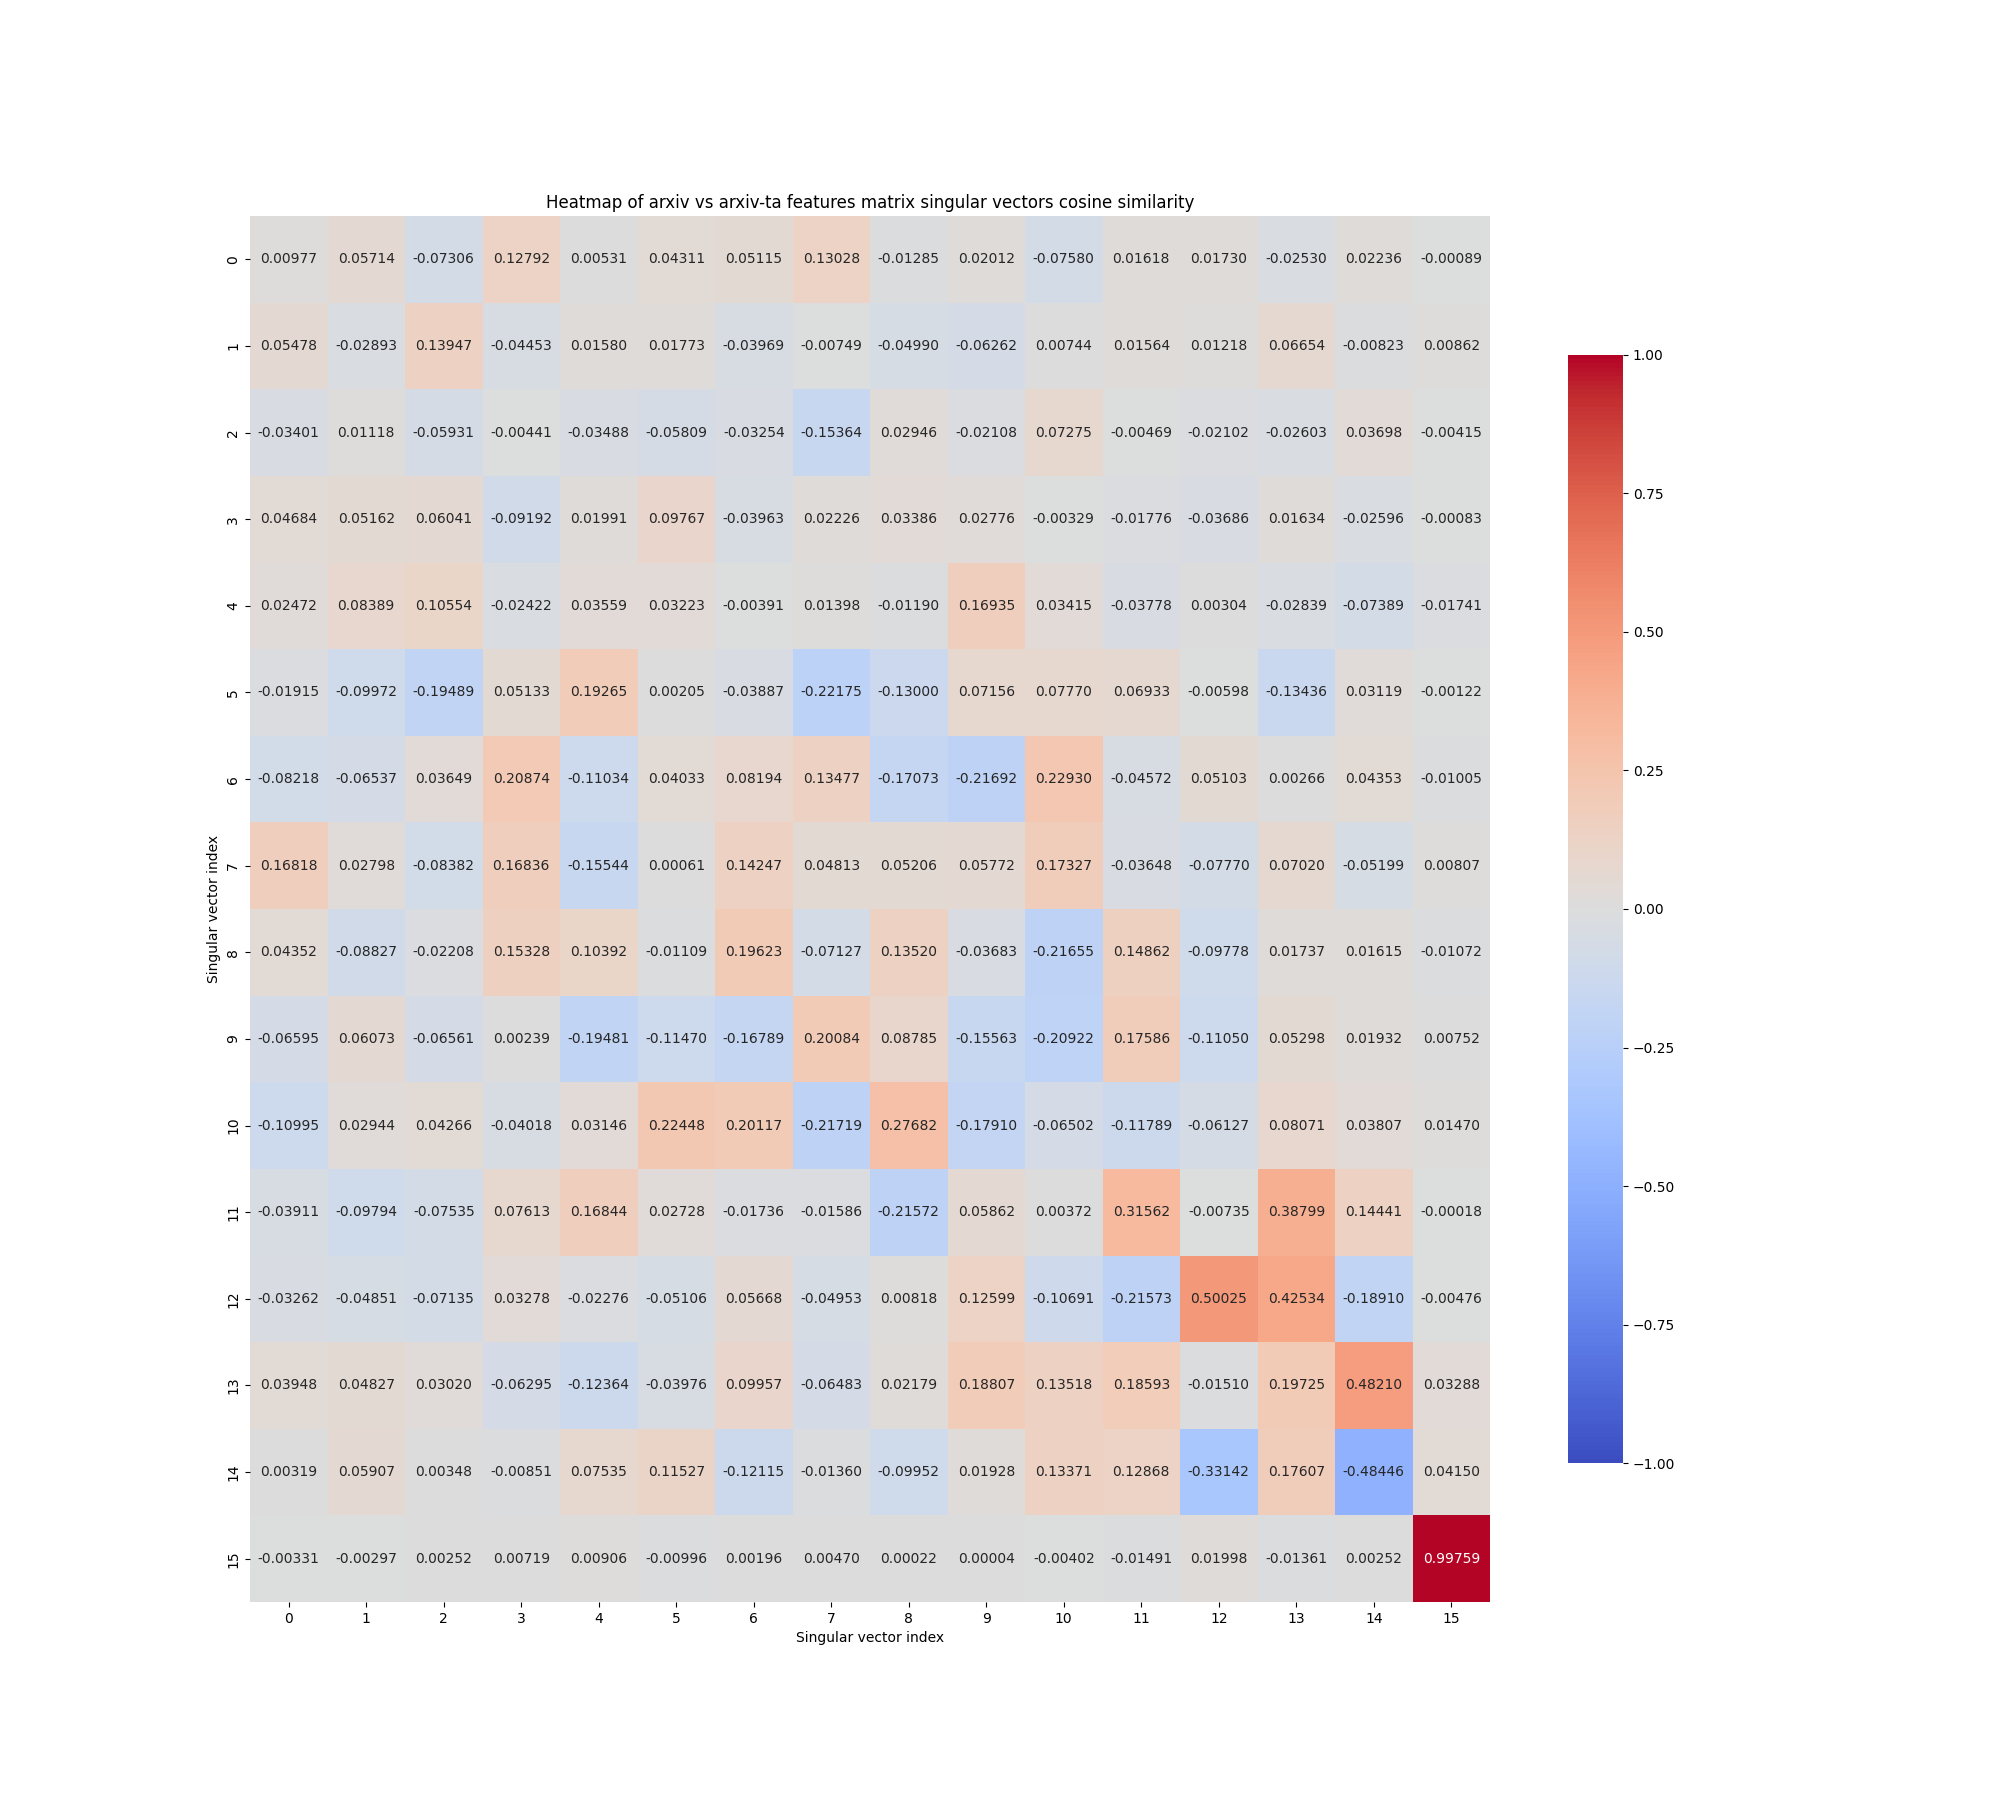 Heatmap of arxiv vs arxiv-ta features matrix singular vectors cosine similarity
0 0.00977 0.05714 -0.07306 0.12792 0.00531 0.04311 0.05115 0.13028 -0.01285 0.02012 -0.07580 0.01618 0.01730 -0.02530 0.02236 -0.00089
1 0.05478 -0.02893 0.13947 -0.04453 0.01580 0.01773 -0.03969 -0.00749 -0.04990 -0.06262 0.00744 0.01564 0.01218 0.06654 -0.00823 0.00862
2 -0.03401 0.01118 -0.05931 -0.00441 -0.03488 -0.05809 -0.03254 -0.15364 0.02946 -0.02108 0.07275 -0.00469 -0.02102 -0.02603 0.03698 -0.00415
3 0.04684 0.05162 0.06041 -0.09192 0.01991 0.09767 -0.03963 0.02226 0.03386 0.02776 -0.00329 -0.01776 -0.03686 0.01634 -0.02596 -0.00083
4 0.02472 0.08389 0.10554 -0.02422 0.03559 0.03223 -0.00391 0.01398 -0.01190 0.16935 0.03415 -0.03778 0.00304 -0.02839 -0.07389 -0.01741
5 -0.01915 -0.09972 -0.19489 0.05133 0.19265 0.00205 -0.03887 -0.22175 -0.13000 0.07156 0.07770 0.06933 -0.00598 -0.13436 0.03119 -0.00122
6 -0.08218 -0.06537 0.03649 0.20874 -0.11034 0.04033 0.08194 0.13477 -0.17073 -0.21692 0.22930 -0.04572 0.05103 0.00266 0.04353 -0.01005
7 0.16818 0.02798 -0.08382 0.16836 -0.15544 0.00061 0.14247 0.04813 0.05206 0.05772 0.17327 -0.03648 -0.07770 0.07020 -0.05199 0.00807
8 0.04352 -0.08827 -0.02208 0.15328 0.10392 -0.01109 0.19623 -0.07127 0.13520 -0.03683 -0.21655 0.14862 -0.09778 0.01737 0.01615 -0.01072
9 -0.06595 0.06073 -0.06561 0.00239 -0.19481 -0.11470 -0.16789 0.20084 0.08785 -0.15563 -0.20922 0.17586 -0.11050 0.05298 0.01932 0.00752
10 -0.10995 0.02944 0.04266 -0.04018 0.03146 0.22448 0.20117 -0.21719 0.27682 -0.17910 -0.06502 -0.11789 -0.06127 0.08071 0.03807 0.01470
11 -0.03911 -0.09794 -0.07535 0.07613 0.16844 0.02728 -0.01736 -0.01586 -0.21572 0.05862 0.00372 0.31562 -0.00735 0.38799 0.14441 -0.00018
12 -0.03262 -0.04851 -0.07135 0.03278 -0.02276 -0.05106 0.05668 -0.04953 0.00818 0.12599 -0.10691 -0.21573 0.50025 0.42534 -0.18910 -0.00476
13 0.03948 0.04827 0.03020 -0.06295 -0.12364 -0.03976 0.09957 -0.06483 0.02179 0.18807 0.13518 0.18593 -0.01510 0.19725 0.48210 0.03288
14 0.00319 0.05907 0.00348 -0.00851 0.07535 0.11527 -0.12115 -0.01360 -0.09952 0.01928 0.13371 0.12868 -0.33142 0.17607 -0.48446 0.04150
15 -0.00331 -0.00297 0.00252 0.00719 0.00906 -0.00996 0.00196 0.00470 0.00022 0.00004 -0.00402 -0.01491 0.01998 -0.01361 0.00252 0.99759
0 1 2 3 4 5 6 7 8 9 10 11 12 13 14 15
Singular vector index
Singular vector index
1.00
0.75
0.50
0.25
0.00
−0.25
−0.50
−0.75
−1.00